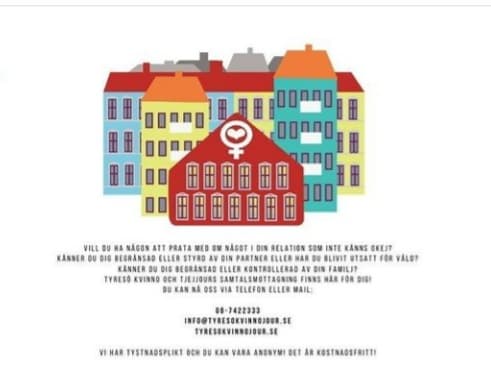 VILL DU HA NÅGON ATT PRATA MED OM NÅGOT I DIN RELATION SOM INTE KÄNNS OKEJ?
KÄNNER DU DIG BEGRÄNSAD ELLER STYRD AV DIN PARTNER ELLER HAR DU BLIVIT UTSATT FÖR VÅLD?
KÄNNER DU DIG BEGRÄNSAD ELLER KONTROLLERAD AV DIN FAMILJ?
TYRESÖ KVINNO OCH TJEJJOURS SAMTALSMOTTAGNING FINNS HÄR FÖR DIG!
DU KAN NÅ OSS VIA TELEFON ELLER MAIL:
08-7422333
INFO@TYRESOKVINNOJOUR.SE
TYRESOKVINNOJOUR.SE
VI HAR TYSTNADSPLIKT OCH DU KAN VARA ANONYM! DET ÄR KOSTNADSFRITT!